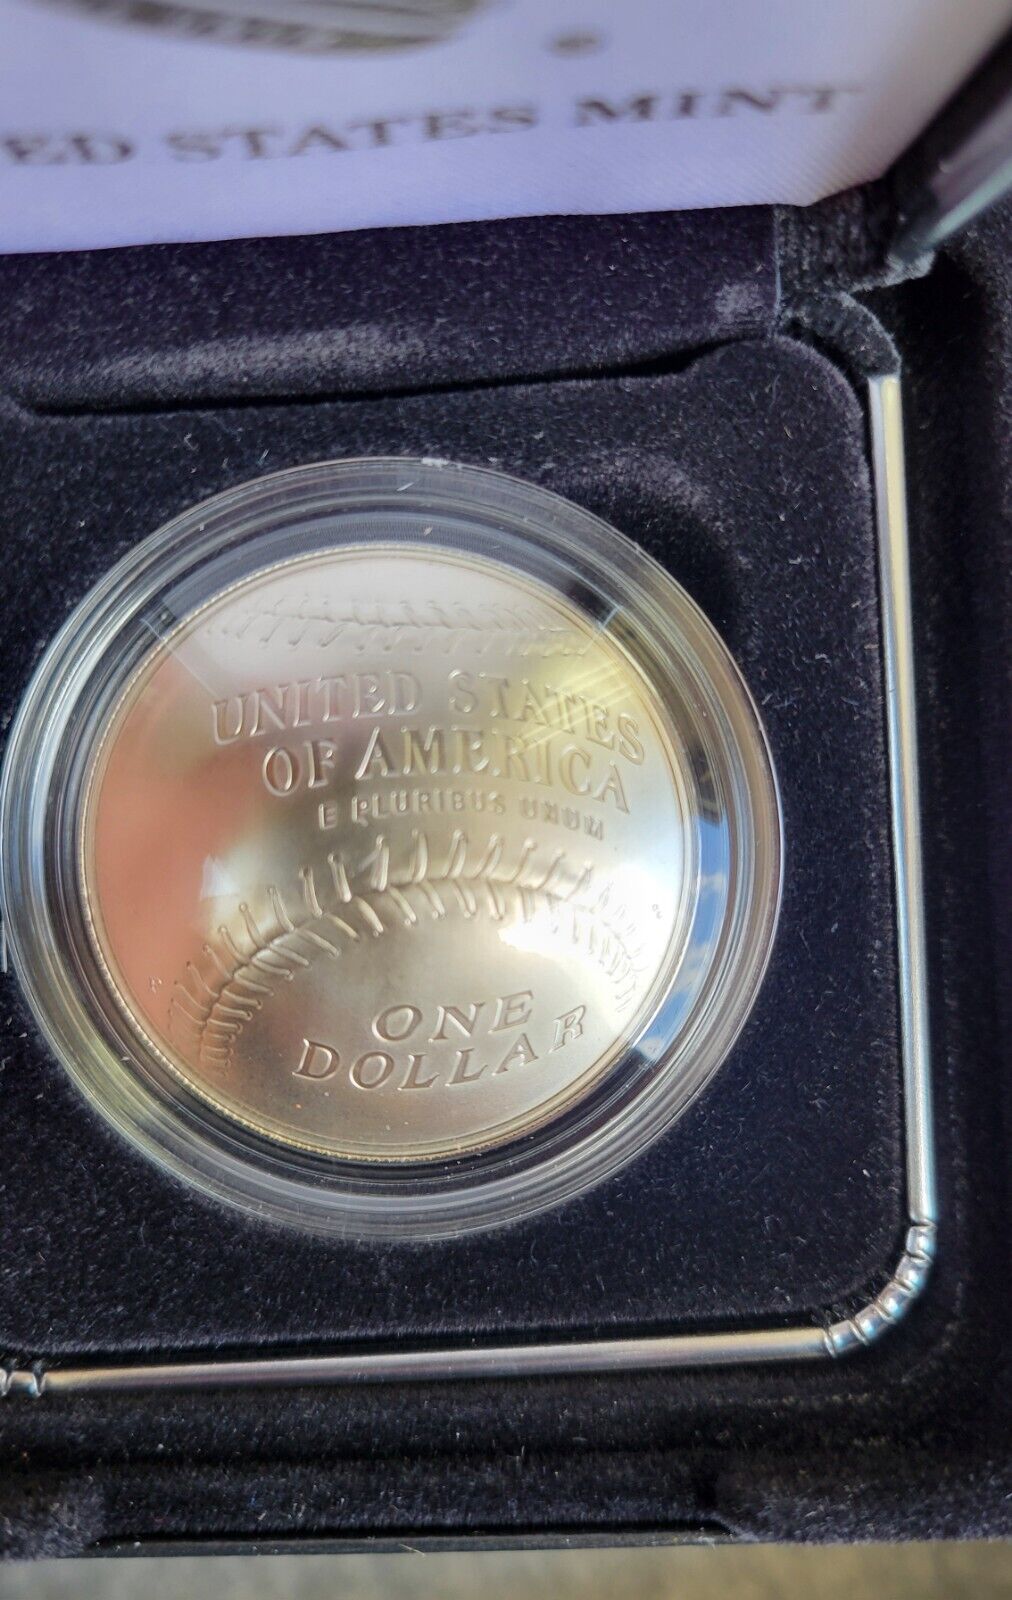 ED STATES MINT
UNITED STATES
OF AMERICA
E PLURIBUS UNUM
P
ONE
DOLLAR